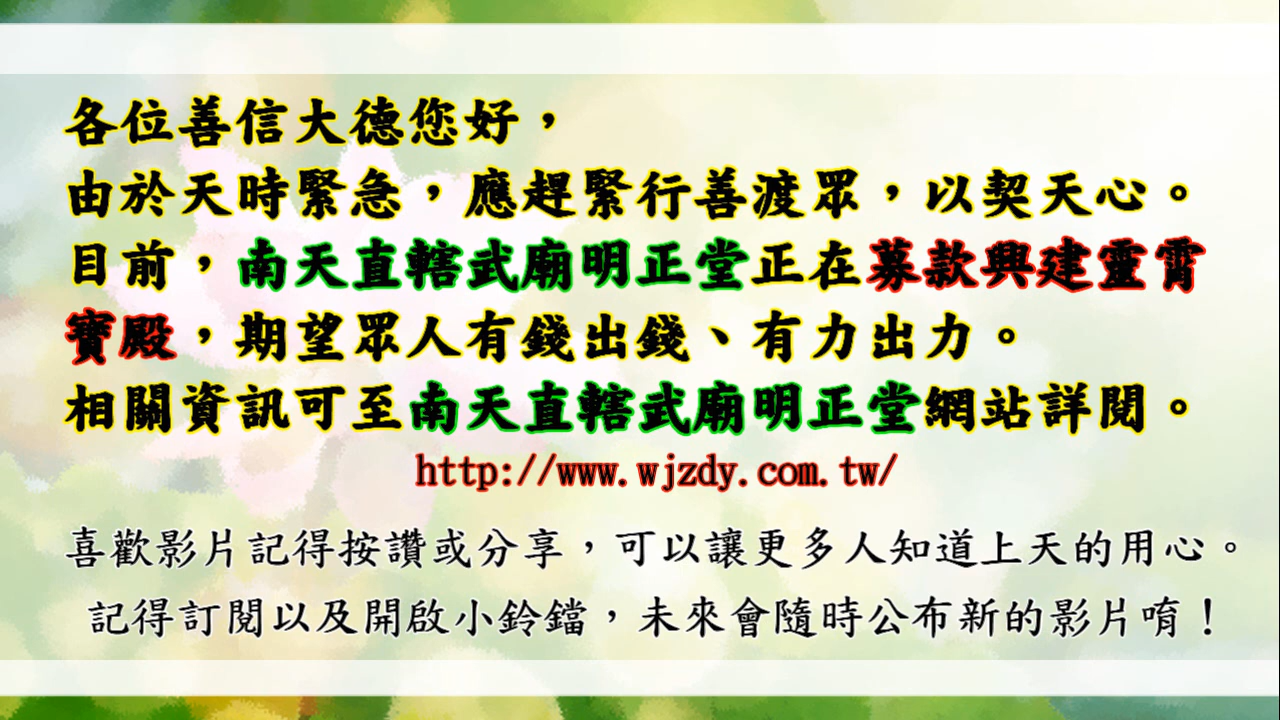 各位善信大德您好，
由於天時緊急，應趕緊行善渡眾，以契天心。
目前，南天直轄武廟明正堂正在募款興建靈霄
寶殿，期望眾人有錢出錢、有力出力。
相關資訊可至南天直轄武廟明正堂網站詳閱。
http://www.wjzdy.com.tw/
喜歡影片記得按讚或分享，可以讓更多人知道上天的用心。
記得訂閱以及開啟小鈴鐺，未來會隨時公布新的影片唷！